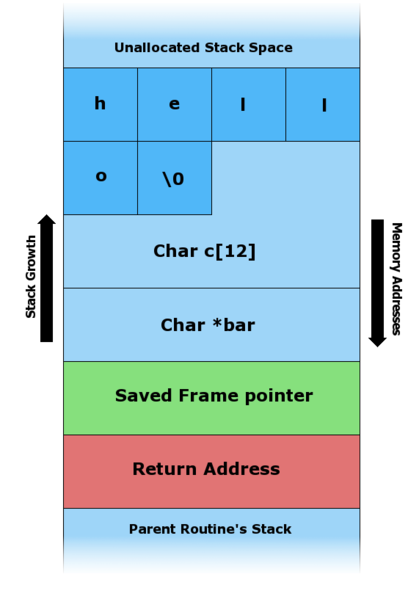 Unallocated Stack Space
h e l l
o \0
Stack Growth
Char c[12]
Memory Addresses
Char *bar
Saved Frame pointer
Return Address
Parent Routine's Stack